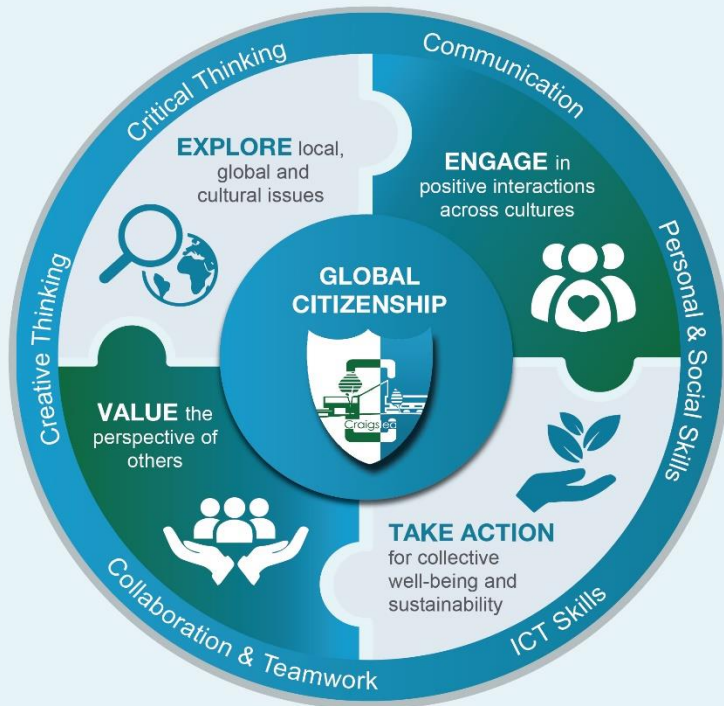 Critical Thinking
Communication
EXPLORE local,
global and
cultural issues
ENGAGE in
positive interactions
across cultures
Creative Thinking
Personal & Social Skills
GLOBAL
CITIZENSHIP
Craigslea
VALUE the
perspective of
others
TAKE ACTION
for collective
well-being and
sustainability
Collaboration & Teamwork
ICT Skills